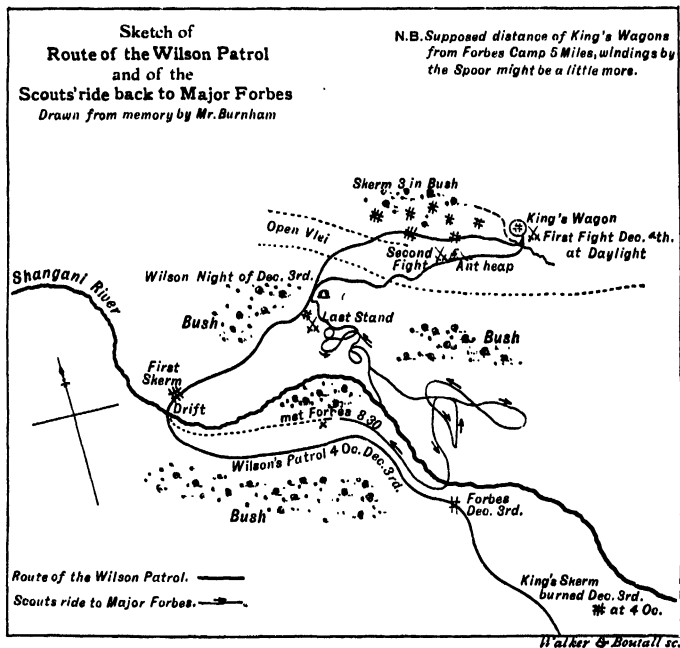 Sketch of
Route of the Wilson Patrol
and of the
Scouts' ride back to Major Forbes
Drawn from memory by Mr. Burnham
N.B. Supposed distance of King's Wagons
from Forbes Camp 5 Miles, windings by
the Spoor might be a little more.
Skerm 3 in Bush
King's Wagon
First Fight Dec. 4th.
at Daylight
Open Vlei
Second
Fight
Ant heap
Wilson Night of Dec. 3rd.
Shangani River
Bush
Last Stand
Bush
First
Skerm
Drift
met Forbes 8·30
Wilson's Patrol 4 Oc. Dec. 3rd.
Bush
Forbes
Dec. 3rd.
King's Skerm
burned Dec. 3rd.
at 4 Oc.
Route of the Wilson Patrol.
Scouts ride to Major Forbes.
Walker & Boutall sc.